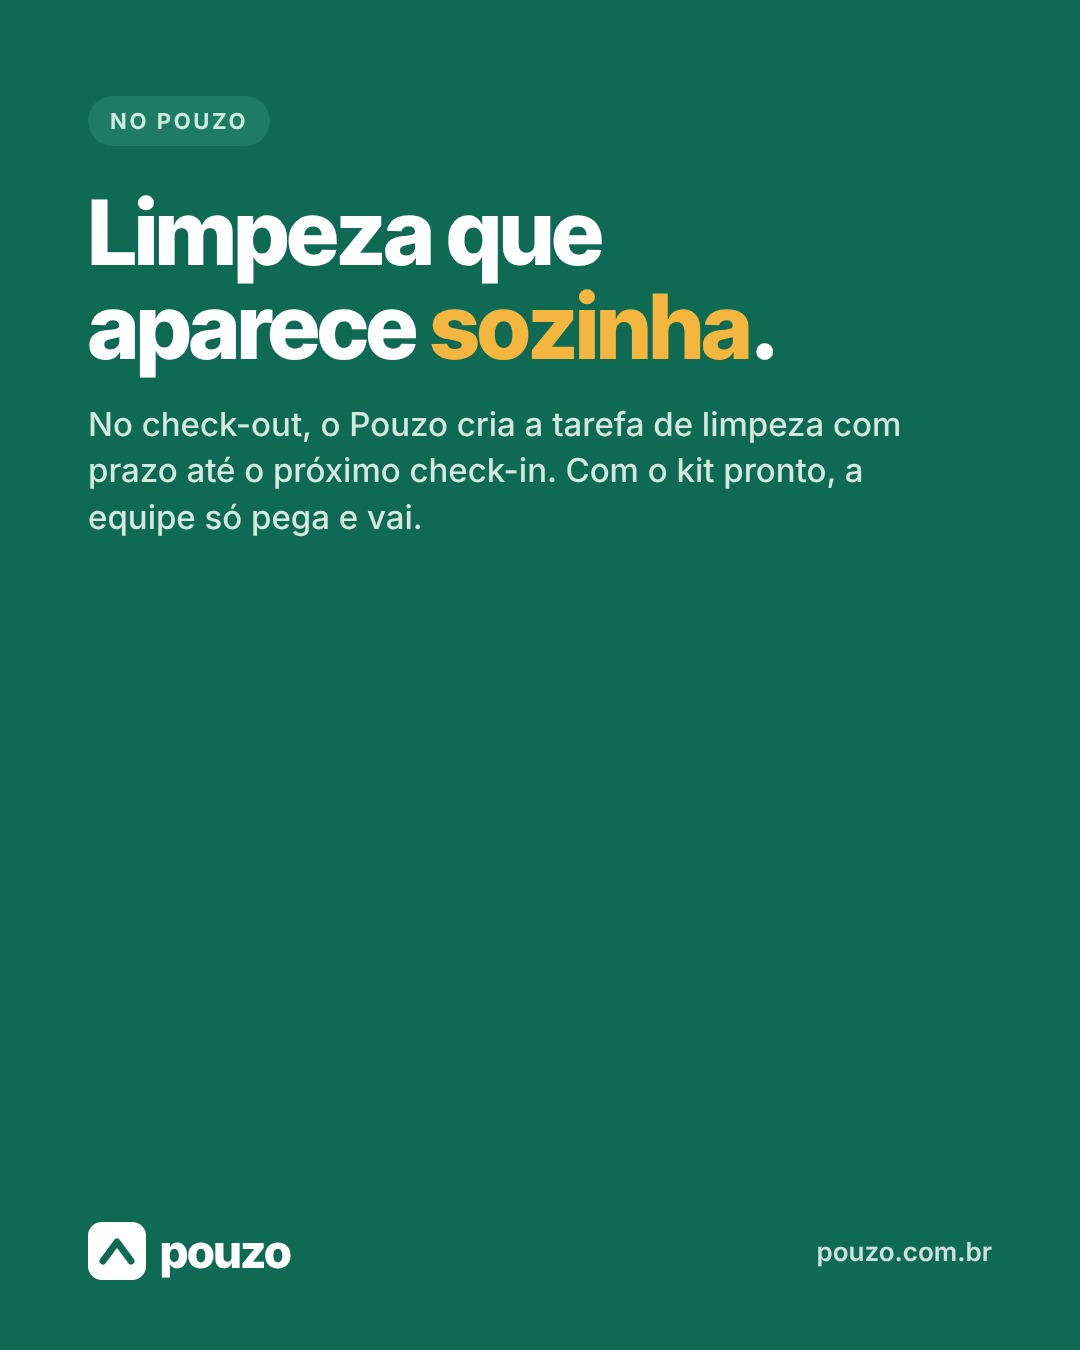 NO POUZO
Limpeza que
aparece sozinha.
No check-out, o Pouzo cria a tarefa de limpeza com
prazo até o próximo check-in. Com o kit pronto, a
equipe só pega e vai.
pouzo
pouzo.com.br